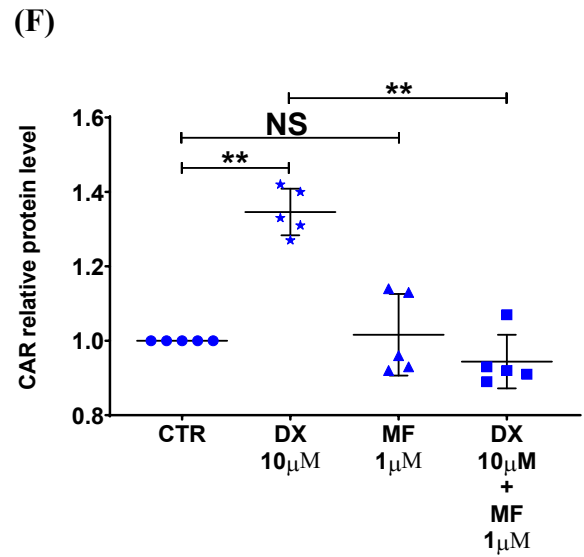 (F)
**
NS
**
CAR relative protein level
1.6
1.4
1.2
1.0
0.8
CTR
DX
10μM
MF
1μM
DX
10μM
+
MF
1μM